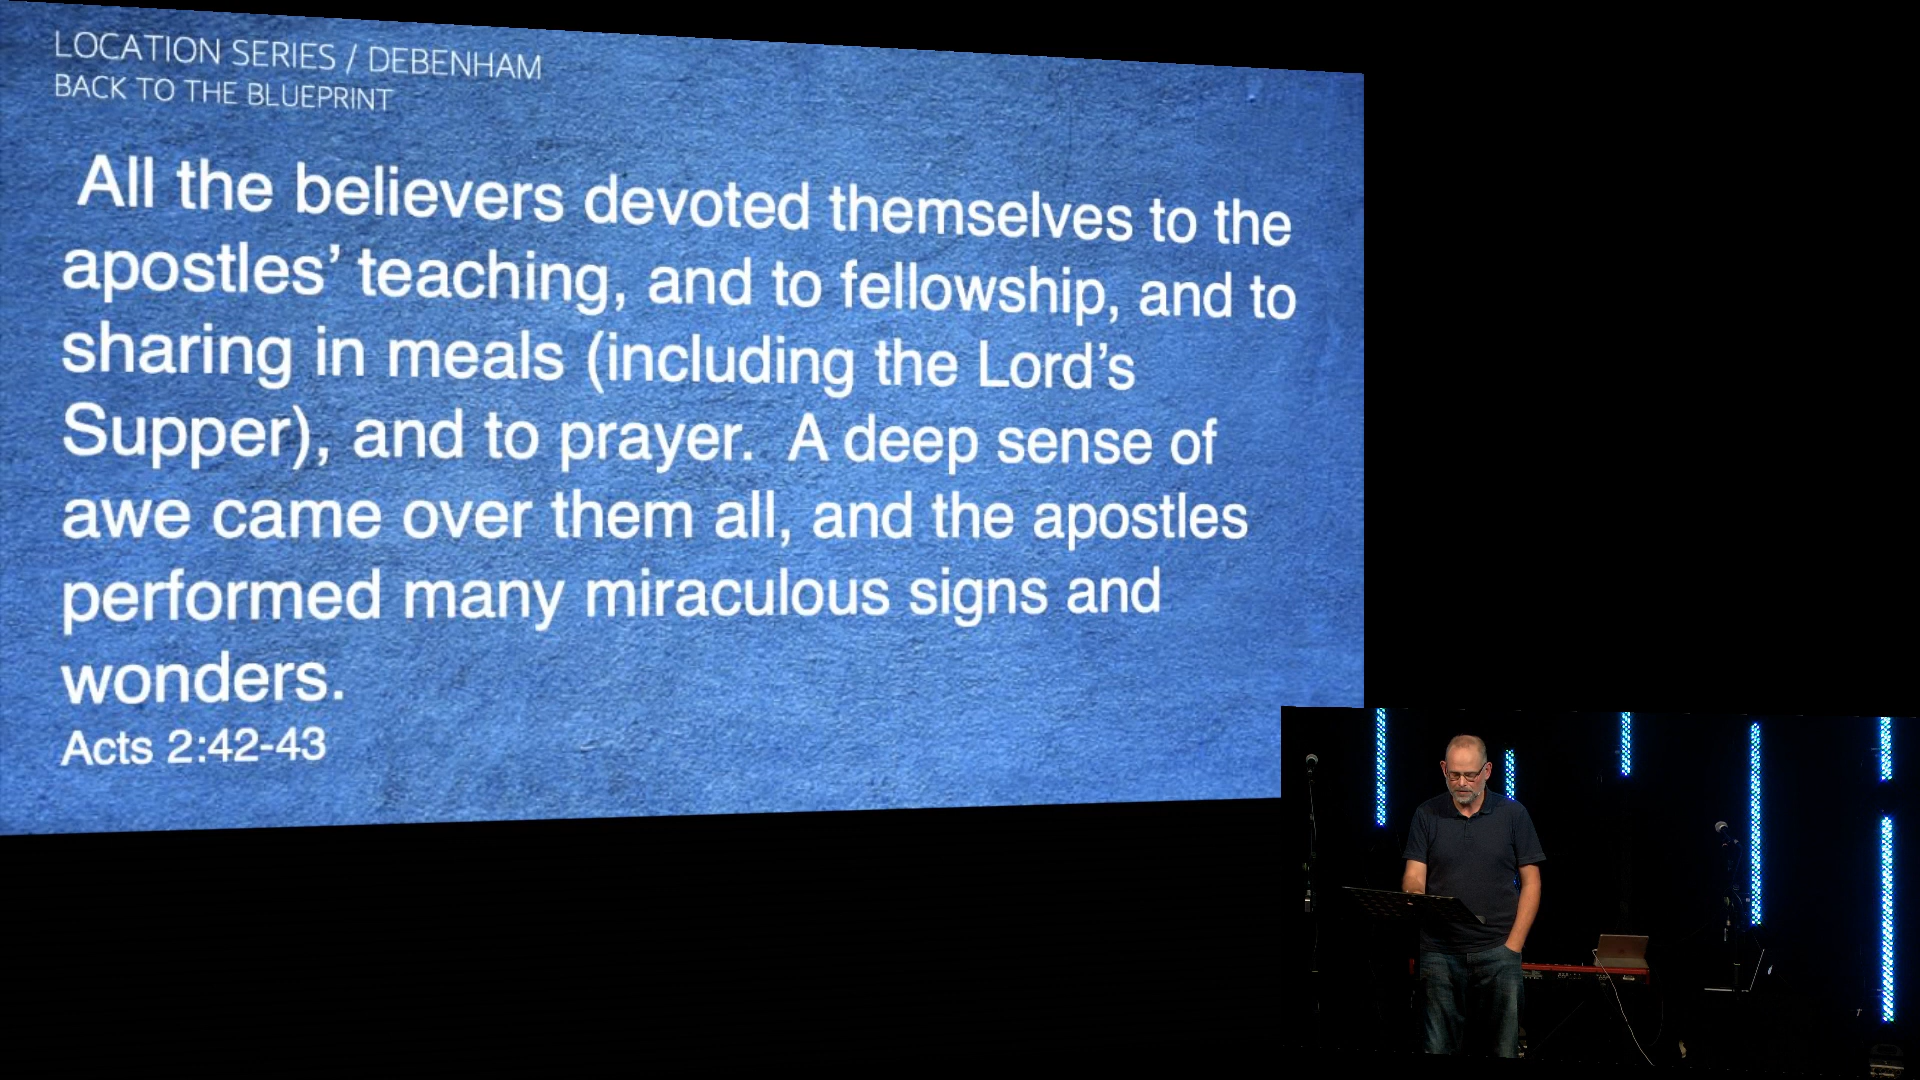 LOCATION SERIES / DEBENHAM
BACK TO THE BLUEPRINT
All the believers devoted themselves to the
apostles’ teaching, and to fellowship, and to
sharing in meals (including the Lord’s
Supper), and to prayer.  A deep sense of
awe came over them all, and the apostles
performed many miraculous signs and
wonders.
Acts 2:42-43